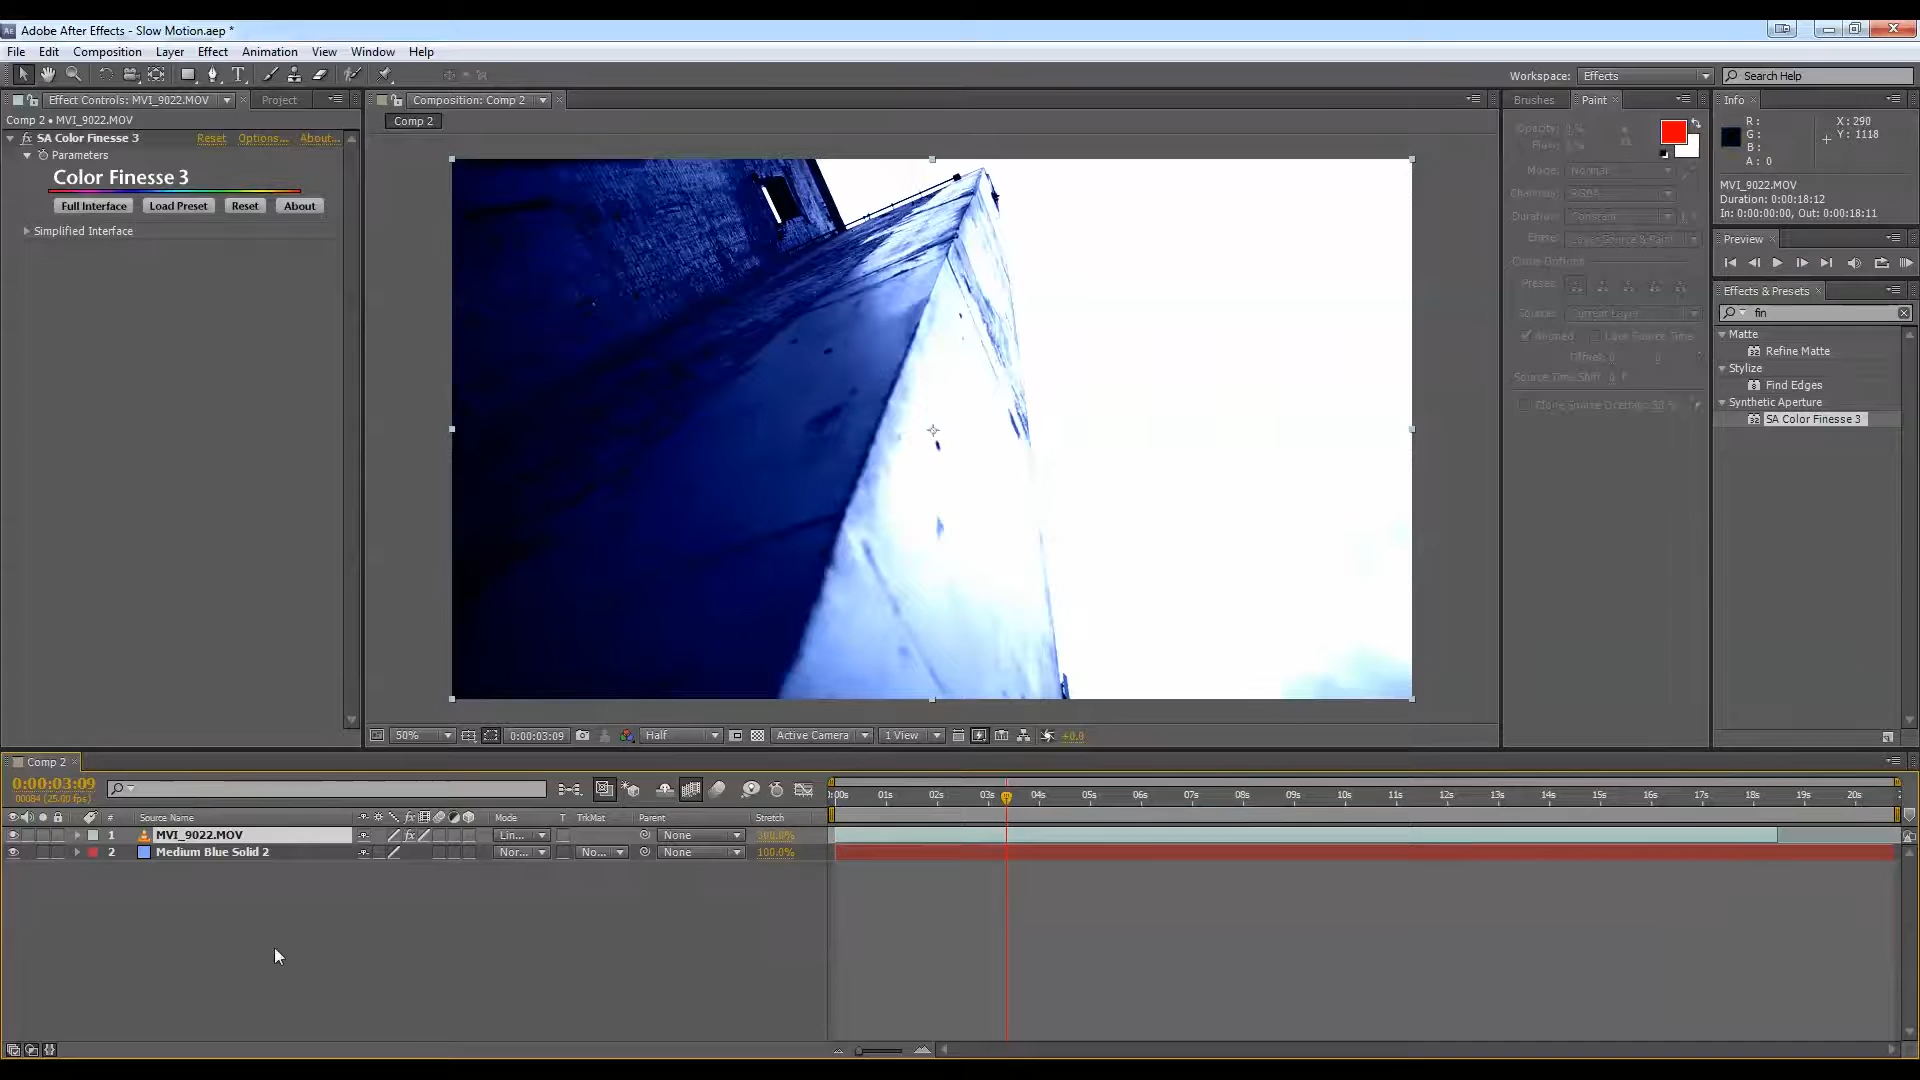 Adobe After Effects - Slow Motion.aep *
File Edit Composition Layer Effect Animation View Window Help
Workspace: Effects
Search Help
Effect Controls: MVI_9022.MOV
Project
Comp 2 • MVI_9022.MOV
SA Color Finesse 3 Reset Options... About...
Parameters
Color Finesse 3
Full Interface Load Preset Reset About
Simplified Interface
Composition: Comp 2
Comp 2
50% 0:00:03:09 Half Active Camera 1 View +0.0
Brushes Paint
Opacity:
Mode: Normal
Channels: RGBA
Duration: Constant
Erase: Layer Source & Paint
Clone Options
Preset:
Source: Current Layer
Aligned Lock Source Time
Offset: 0 0
Source Time Shift: 0 f
Clone Source Overlay: 50 %
Info
R:
G:
B:
A: 0
X: 290
Y: 1118
MVI_9022.MOV
Duration: 0:00:18:12
In: 0:00:00:00, Out: 0:00:18:11
Preview
Effects & Presets
fin
Matte
Refine Matte
Stylize
Find Edges
Synthetic Aperture
SA Color Finesse 3
Comp 2
0:00:03:09
00084 (25.00 fps)
:00s 01s 02s 03s 04s 05s 06s 07s 08s 09s 10s 11s 12s 13s 14s 15s 16s 17s 18s 19s 20s
# Source Name Mode T TrkMat Parent Stretch
1 MVI_9022.MOV Lin... None 300.0%
2 Medium Blue Solid 2 Nor... No... None 100.0%